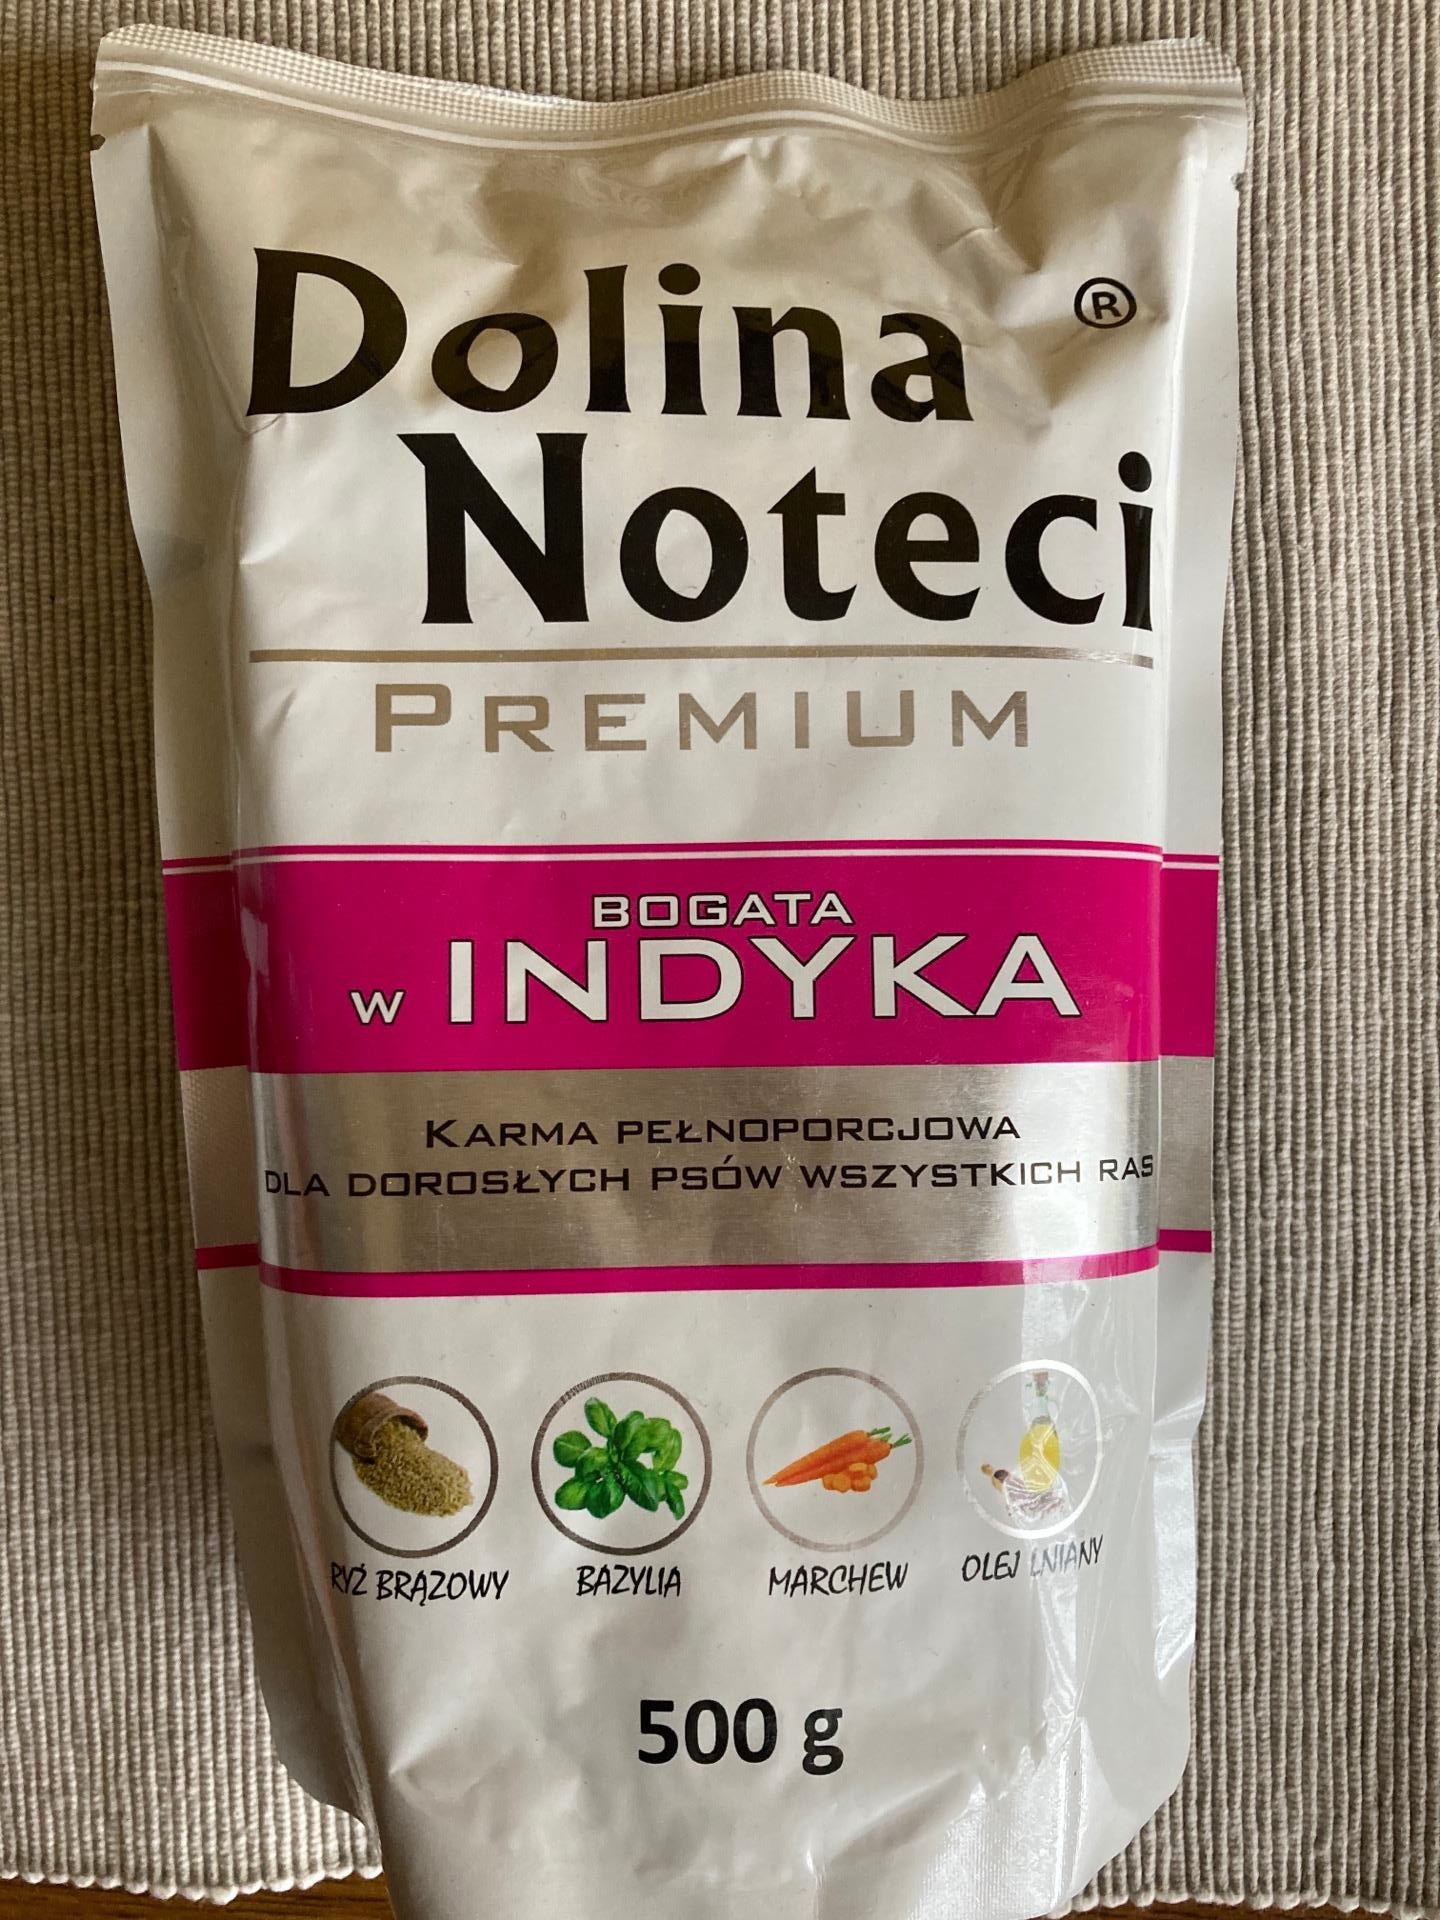 Dolina ®
Noteci
PREMIUM
BOGATA
W INDYKA
KARMA PEŁNOPORCJOWA
DLA DOROSŁYCH PSÓW WSZYSTKICH RAS
RYŻ BRĄZOWY BAZYLIA MARCHEW OLEJ LNIANY
500 g